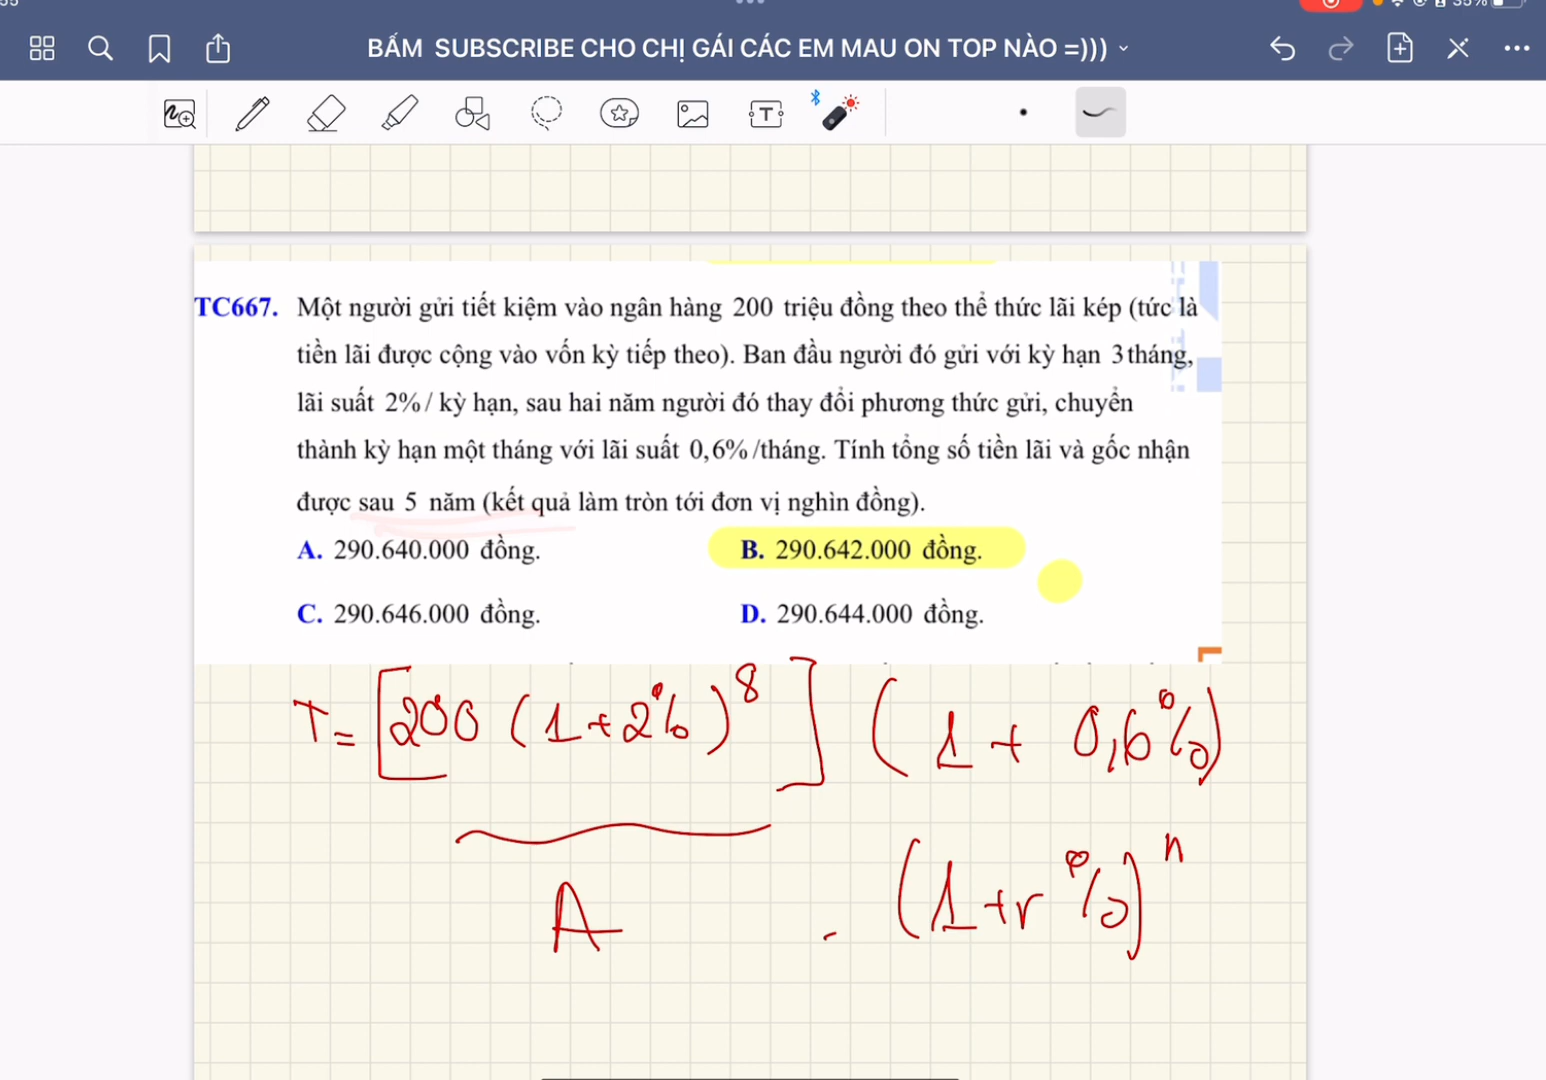 55
35%
BẤM SUBSCRIBE CHO CHỊ GÁI CÁC EM MAU ON TOP NÀO =)))
TC667. Một người gửi tiết kiệm vào ngân hàng 200 triệu đồng theo thể thức lãi kép (tức là
tiền lãi được cộng vào vốn kỳ tiếp theo). Ban đầu người đó gửi với kỳ hạn 3 tháng,
lãi suất 2% / kỳ hạn, sau hai năm người đó thay đổi phương thức gửi, chuyển
thành kỳ hạn một tháng với lãi suất 0,6% /tháng. Tính tổng số tiền lãi và gốc nhận
được sau 5 năm (kết quả làm tròn tới đơn vị nghìn đồng).
A. 290.640.000 đồng. B. 290.642.000 đồng.
C. 290.646.000 đồng. D. 290.644.000 đồng.
T = [200 (1+2%)^8] (1 + 0,6%)
A . (1+r%)^n